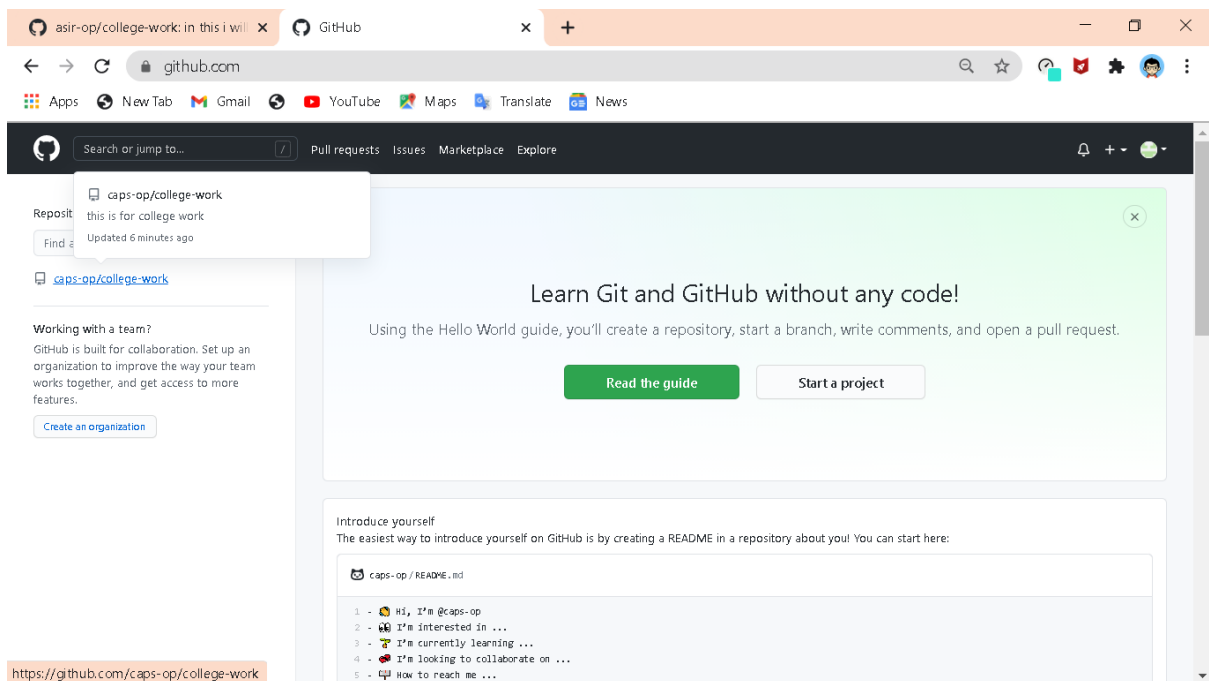 asir-op/college-work: in this i wil
GitHub
github.com
Apps New Tab Gmail YouTube Maps Translate News
Search or jump to... / Pull requests Issues Marketplace Explore
caps-op/college-work
this is for college work
Updated 6 minutes ago
Reposit
Find a
caps-op/college-work
Working with a team?
GitHub is built for collaboration. Set up an
organization to improve the way your team
works together, and get access to more
features.
Create an organization
Learn Git and GitHub without any code!
Using the Hello World guide, you’ll create a repository, start a branch, write comments, and open a pull request.
Read the guide Start a project
Introduce yourself
The easiest way to introduce yourself on GitHub is by creating a README in a repository about you! You can start here:
caps-op/README.md
1 - 👋 Hi, I’m @caps-op
2 - 👀 I’m interested in ...
3 - 🌱 I’m currently learning ...
4 - 💞️ I’m looking to collaborate on ...
5 - 📫 How to reach me ...
https://github.com/caps-op/college-work